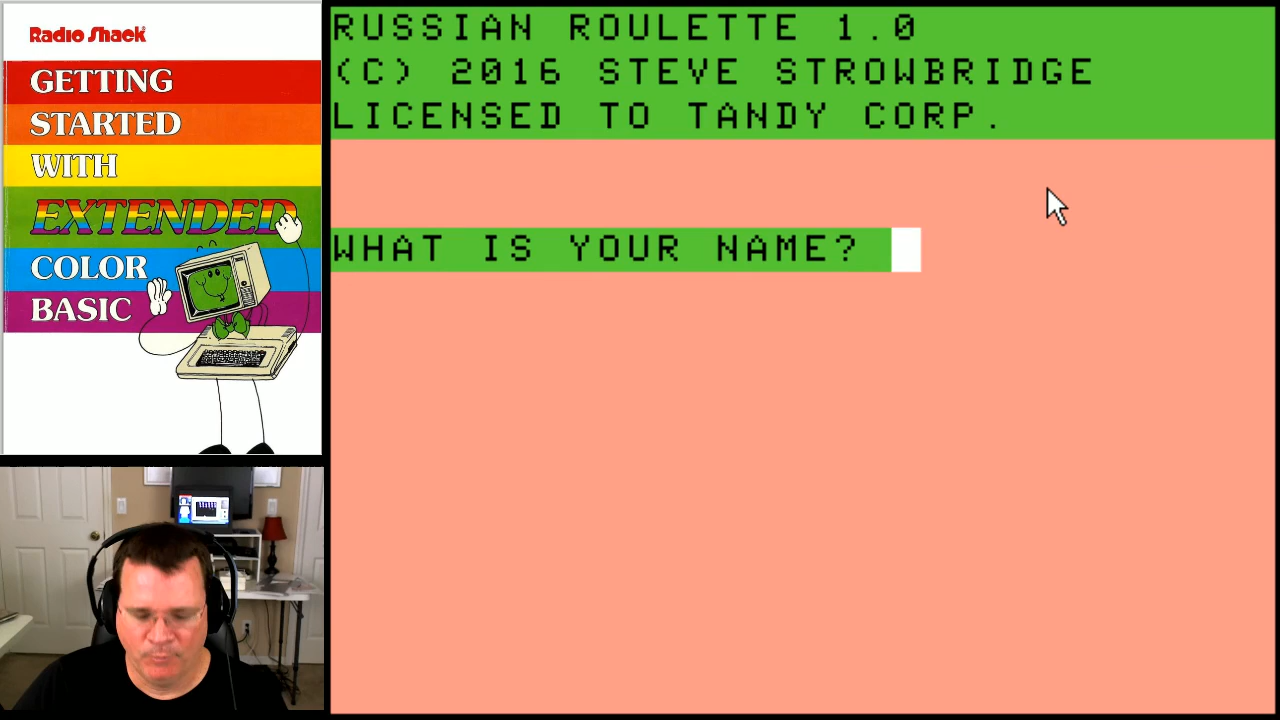 Radio Shack
GETTING
STARTED
WITH
EXTENDED
COLOR
BASIC
RUSSIAN ROULETTE 1.0
(C) 2016 STEVE STROWBRIDGE
LICENSED TO TANDY CORP.
WHAT IS YOUR NAME?